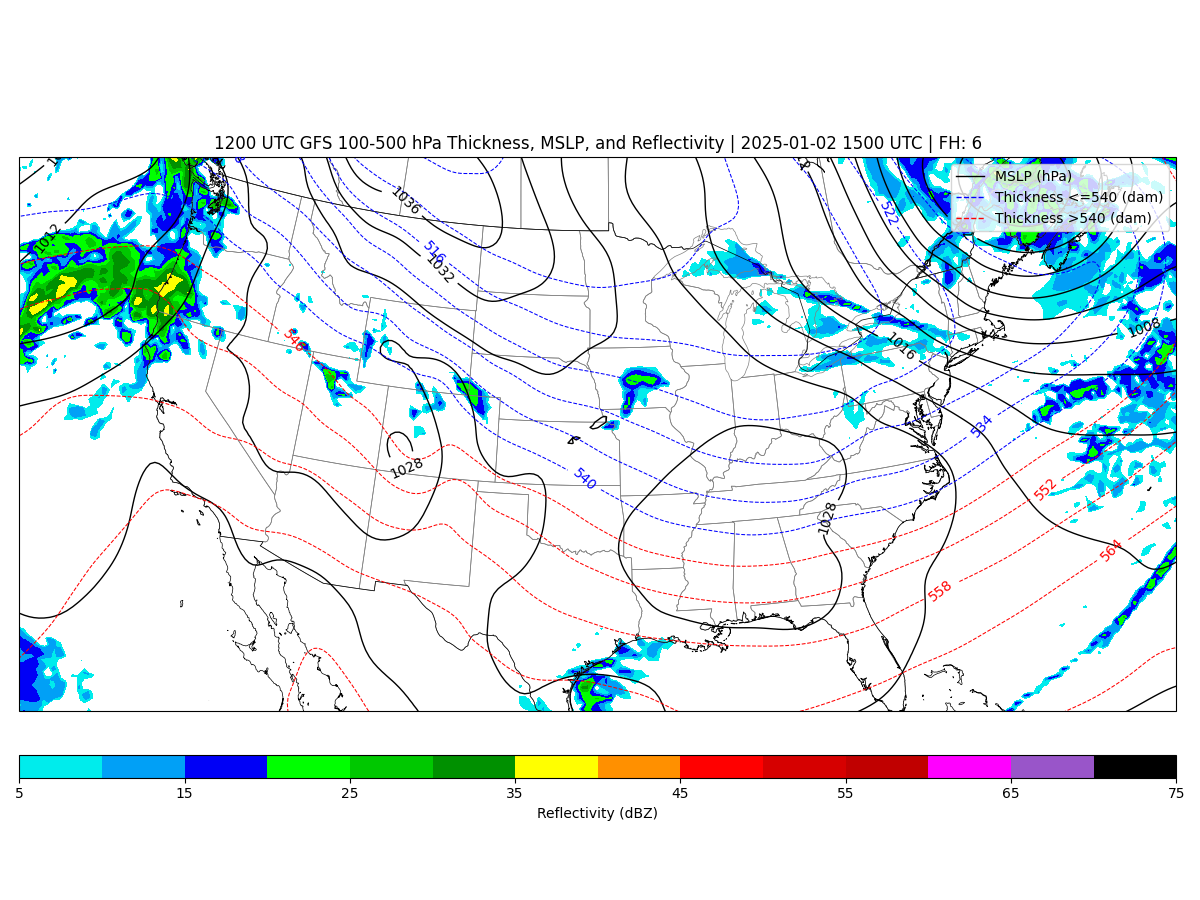 1200 UTC GFS 100-500 hPa Thickness, MSLP, and Reflectivity | 2025-01-02 1500 UTC | FH: 6
MSLP (hPa)
Thickness <=540 (dam)
Thickness >540 (dam)
1036
522
1012
516
1032
1008
546
1016
534
1028
540
552
1028
564
558
5 15 25 35 45 55 65 75
Reflectivity (dBZ)